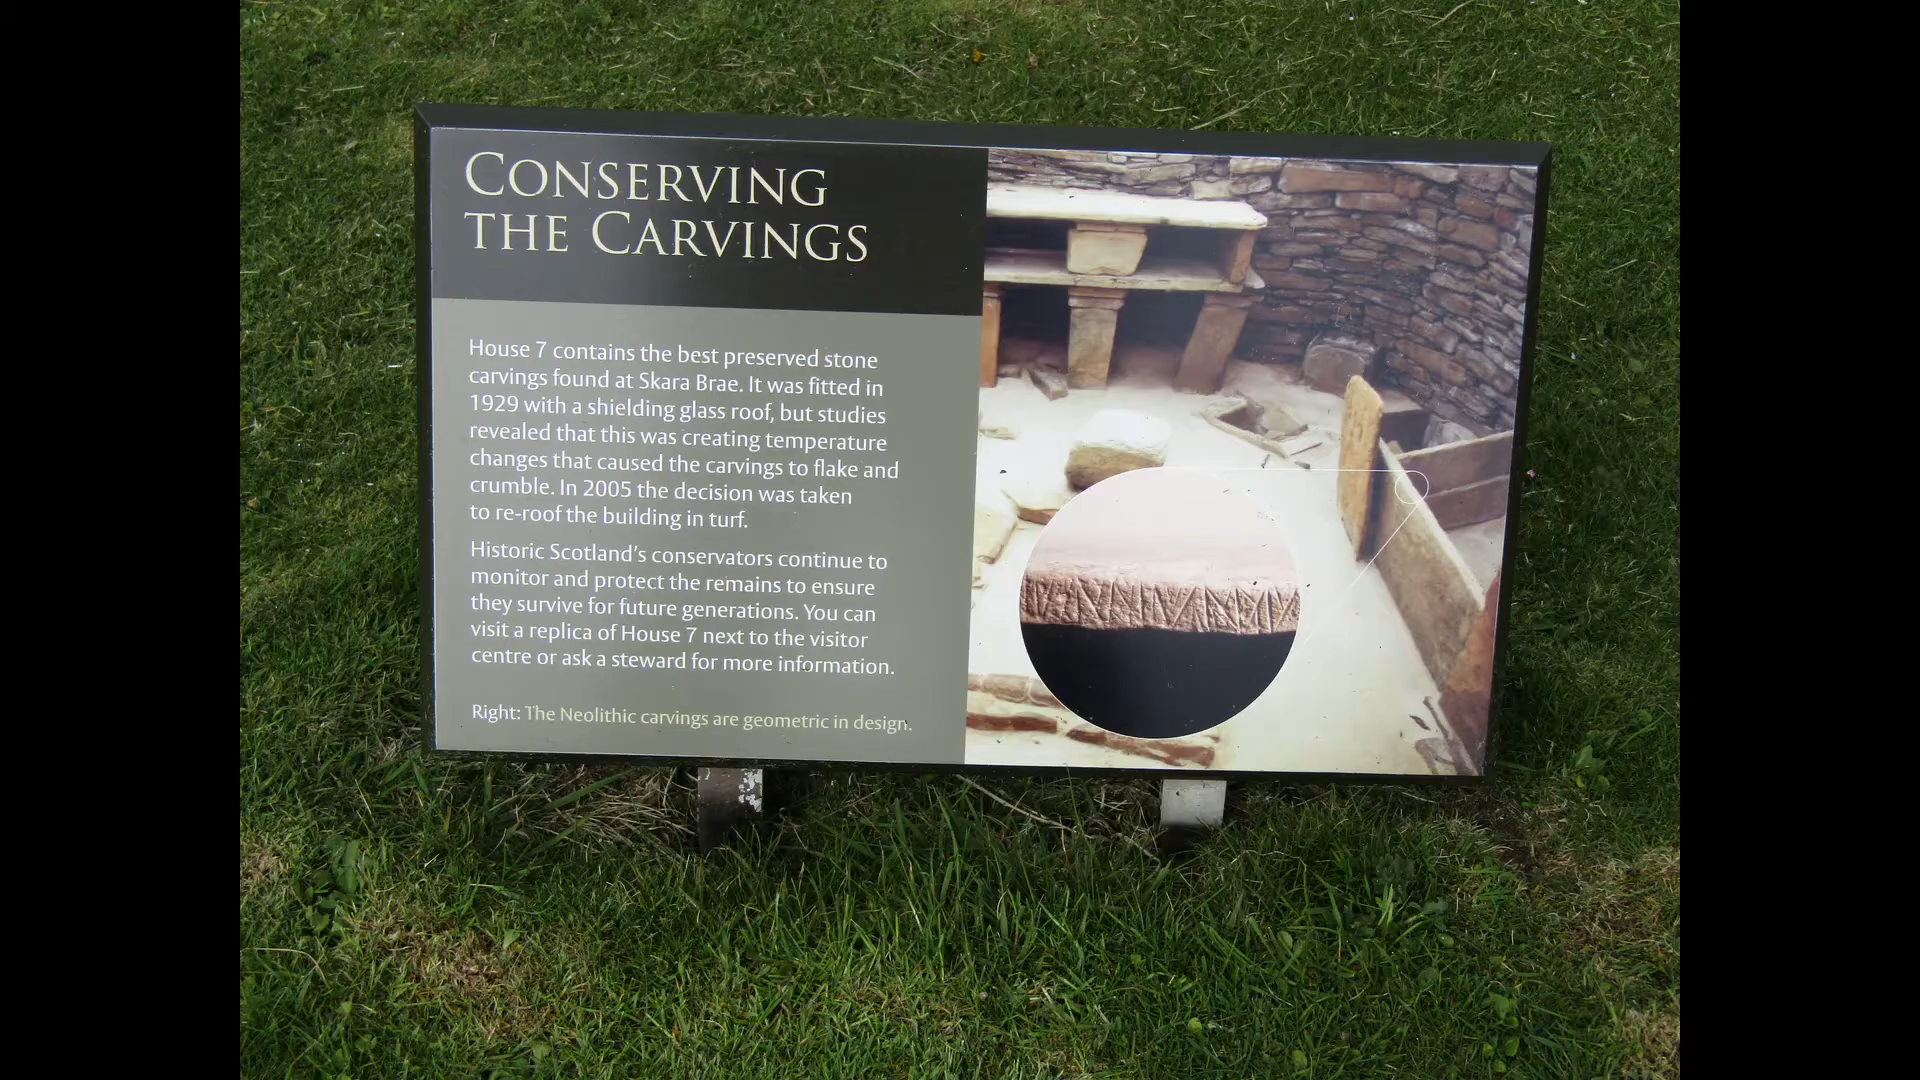 CONSERVING
THE CARVINGS
House 7 contains the best preserved stone
carvings found at Skara Brae. It was fitted in
1929 with a shielding glass roof, but studies
revealed that this was creating temperature
changes that caused the carvings to flake and
crumble. In 2005 the decision was taken
to re-roof the building in turf.
Historic Scotland's conservators continue to
monitor and protect the remains to ensure
they survive for future generations. You can
visit a replica of House 7 next to the visitor
centre or ask a steward for more information.
Right: The Neolithic carvings are geometric in design.